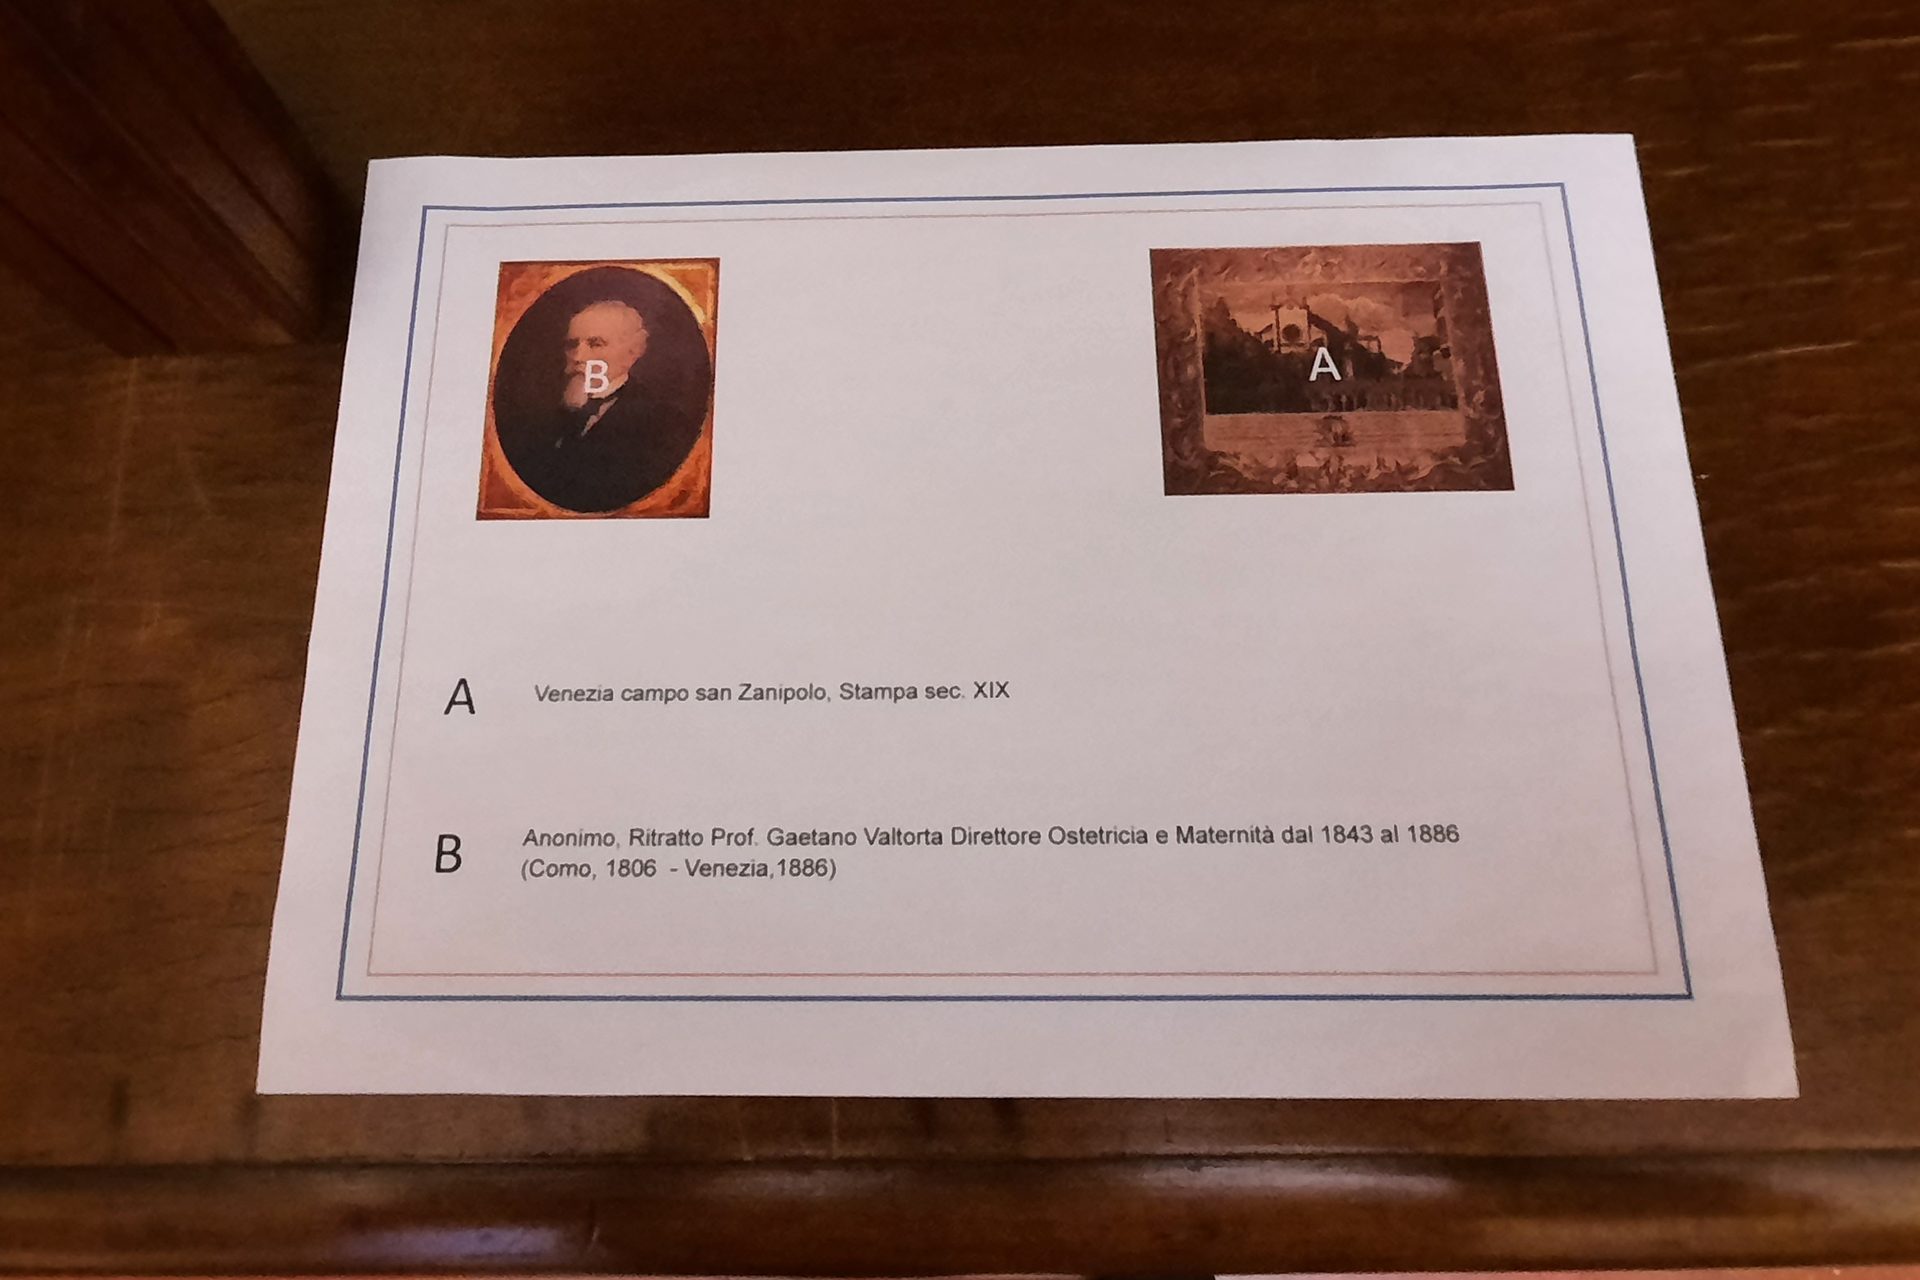 B
A
A Venezia campo san Zanipolo, Stampa sec. XIX
B Anonimo, Ritratto Prof. Gaetano Valtorta Direttore Ostetricia e Maternità dal 1843 al 1886
(Como, 1806 - Venezia,1886)